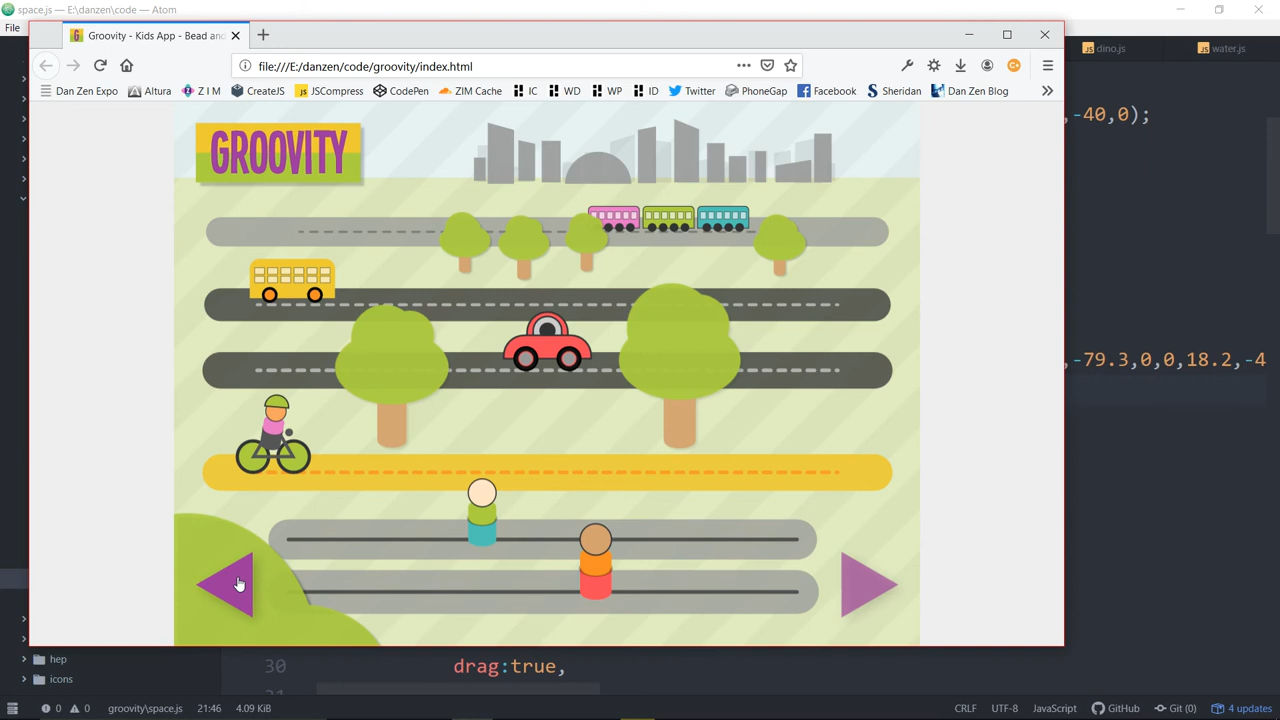 space.js — E:\danzen\code — Atom
File
Groovity - Kids App - Bead and
file:///E:/danzen/code/groovity/index.html
Dan Zen Expo Altura Z I M CreateJS JSCompress CodePen ZIM Cache IC WD WP ID Twitter PhoneGap Facebook Sheridan Dan Zen Blog
dino.js water.js
GROOVITY
,-40,0);
,-79.3,0,0,18.2,-4
30 drag:true,
hep
icons
0 0 groovity\space.js 21:46 4.09 KiB CRLF UTF-8 JavaScript GitHub Git (0) 4 updates